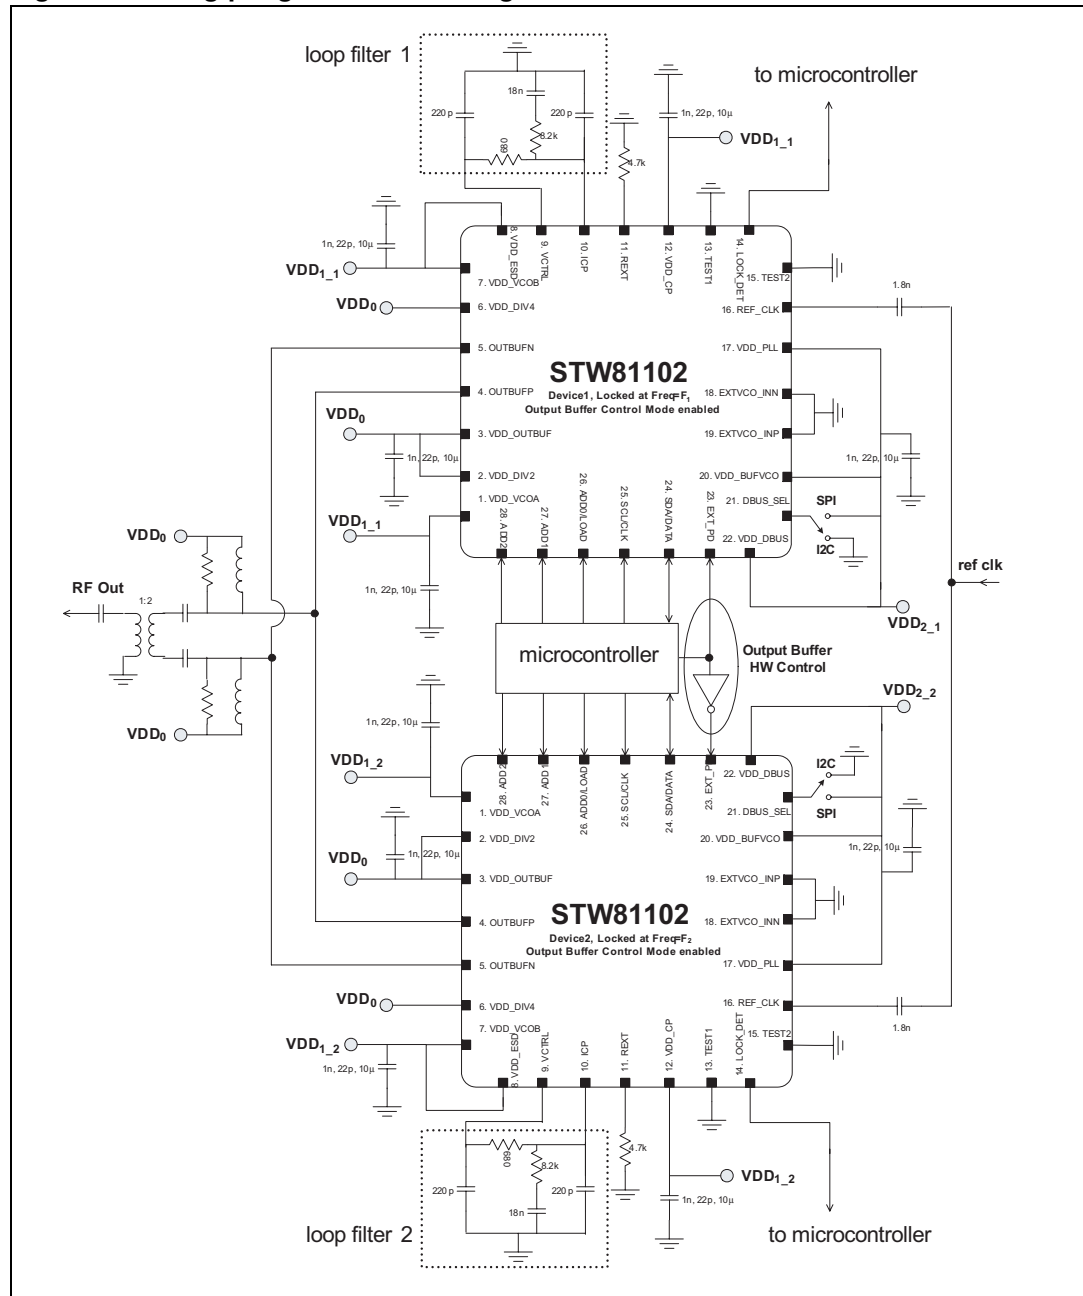 loop filter 1
to microcontroller
18n
220p
220p
8.2k
680
1n, 22p, 10µ
VDD1_1
4.7k
1n, 22p, 10µ
VDD1_1
8. VDD_ESD
9. VCTRL
10. ICP
11. REXT
12. VDD_CP
13. TEST1
14. LOCK_DET
15. TEST2
7. VDD_VCOB
1.8n
VDD0
6. VDD_DIV4
16. REF_CLK
5. OUTBUFN
17. VDD_PLL
STW81102
Device1, Locked at Freq=F1
Output Buffer Control Mode enabled
4. OUTBUFP
18. EXTVCO_INN
VDD0
3. VDD_OUTBUF
19. EXTVCO_INP
1n, 22p, 10µ
1n, 22p, 10µ
2. VDD_DIV2
20. VDD_BUFVCO
1. VDD_VCOA
21. DBUS_SEL
SPI
I2C
VDD1_1
28. ADD2
27. ADD1
26. ADD0/LOAD
25. SCL/CLK
24. SDA/DATA
23. EXT_PD
22. VDD_DBUS
VDD0
ref clk
RF Out
1:2
1n, 22p, 10µ
VDD2_1
microcontroller
Output Buffer
HW Control
VDD0
1n, 22p, 10µ
VDD2_2
VDD1_2
28. ADD2
27. ADD1
26. ADD0/LOAD
25. SCL/CLK
24. SDA/DATA
23. EXT_P
22. VDD_DBUS
I2C
SPI
1. VDD_VCOA
21. DBUS_SEL
2. VDD_DIV2
20. VDD_BUFVCO
1n, 22p, 10µ
1n, 22p, 10µ
VDD0
3. VDD_OUTBUF
19. EXTVCO_INP
STW81102
Device2, Locked at Freq=F2
Output Buffer Control Mode enabled
4. OUTBUFP
18. EXTVCO_INN
5. OUTBUFN
17. VDD_PLL
VDD0
6. VDD_DIV4
16. REF_CLK
1.8n
7. VDD_VCOB
15. TEST2
VDD1_2
1n, 22p, 10µ
8. VDD_ESD
9. VCTRL
10. ICP
11. REXT
12. VDD_CP
13. TEST1
14. LOCK_DET
680
8.2k
4.7k
VDD1_2
220p
220p
18n
1n, 22p, 10µ
loop filter 2
to microcontroller